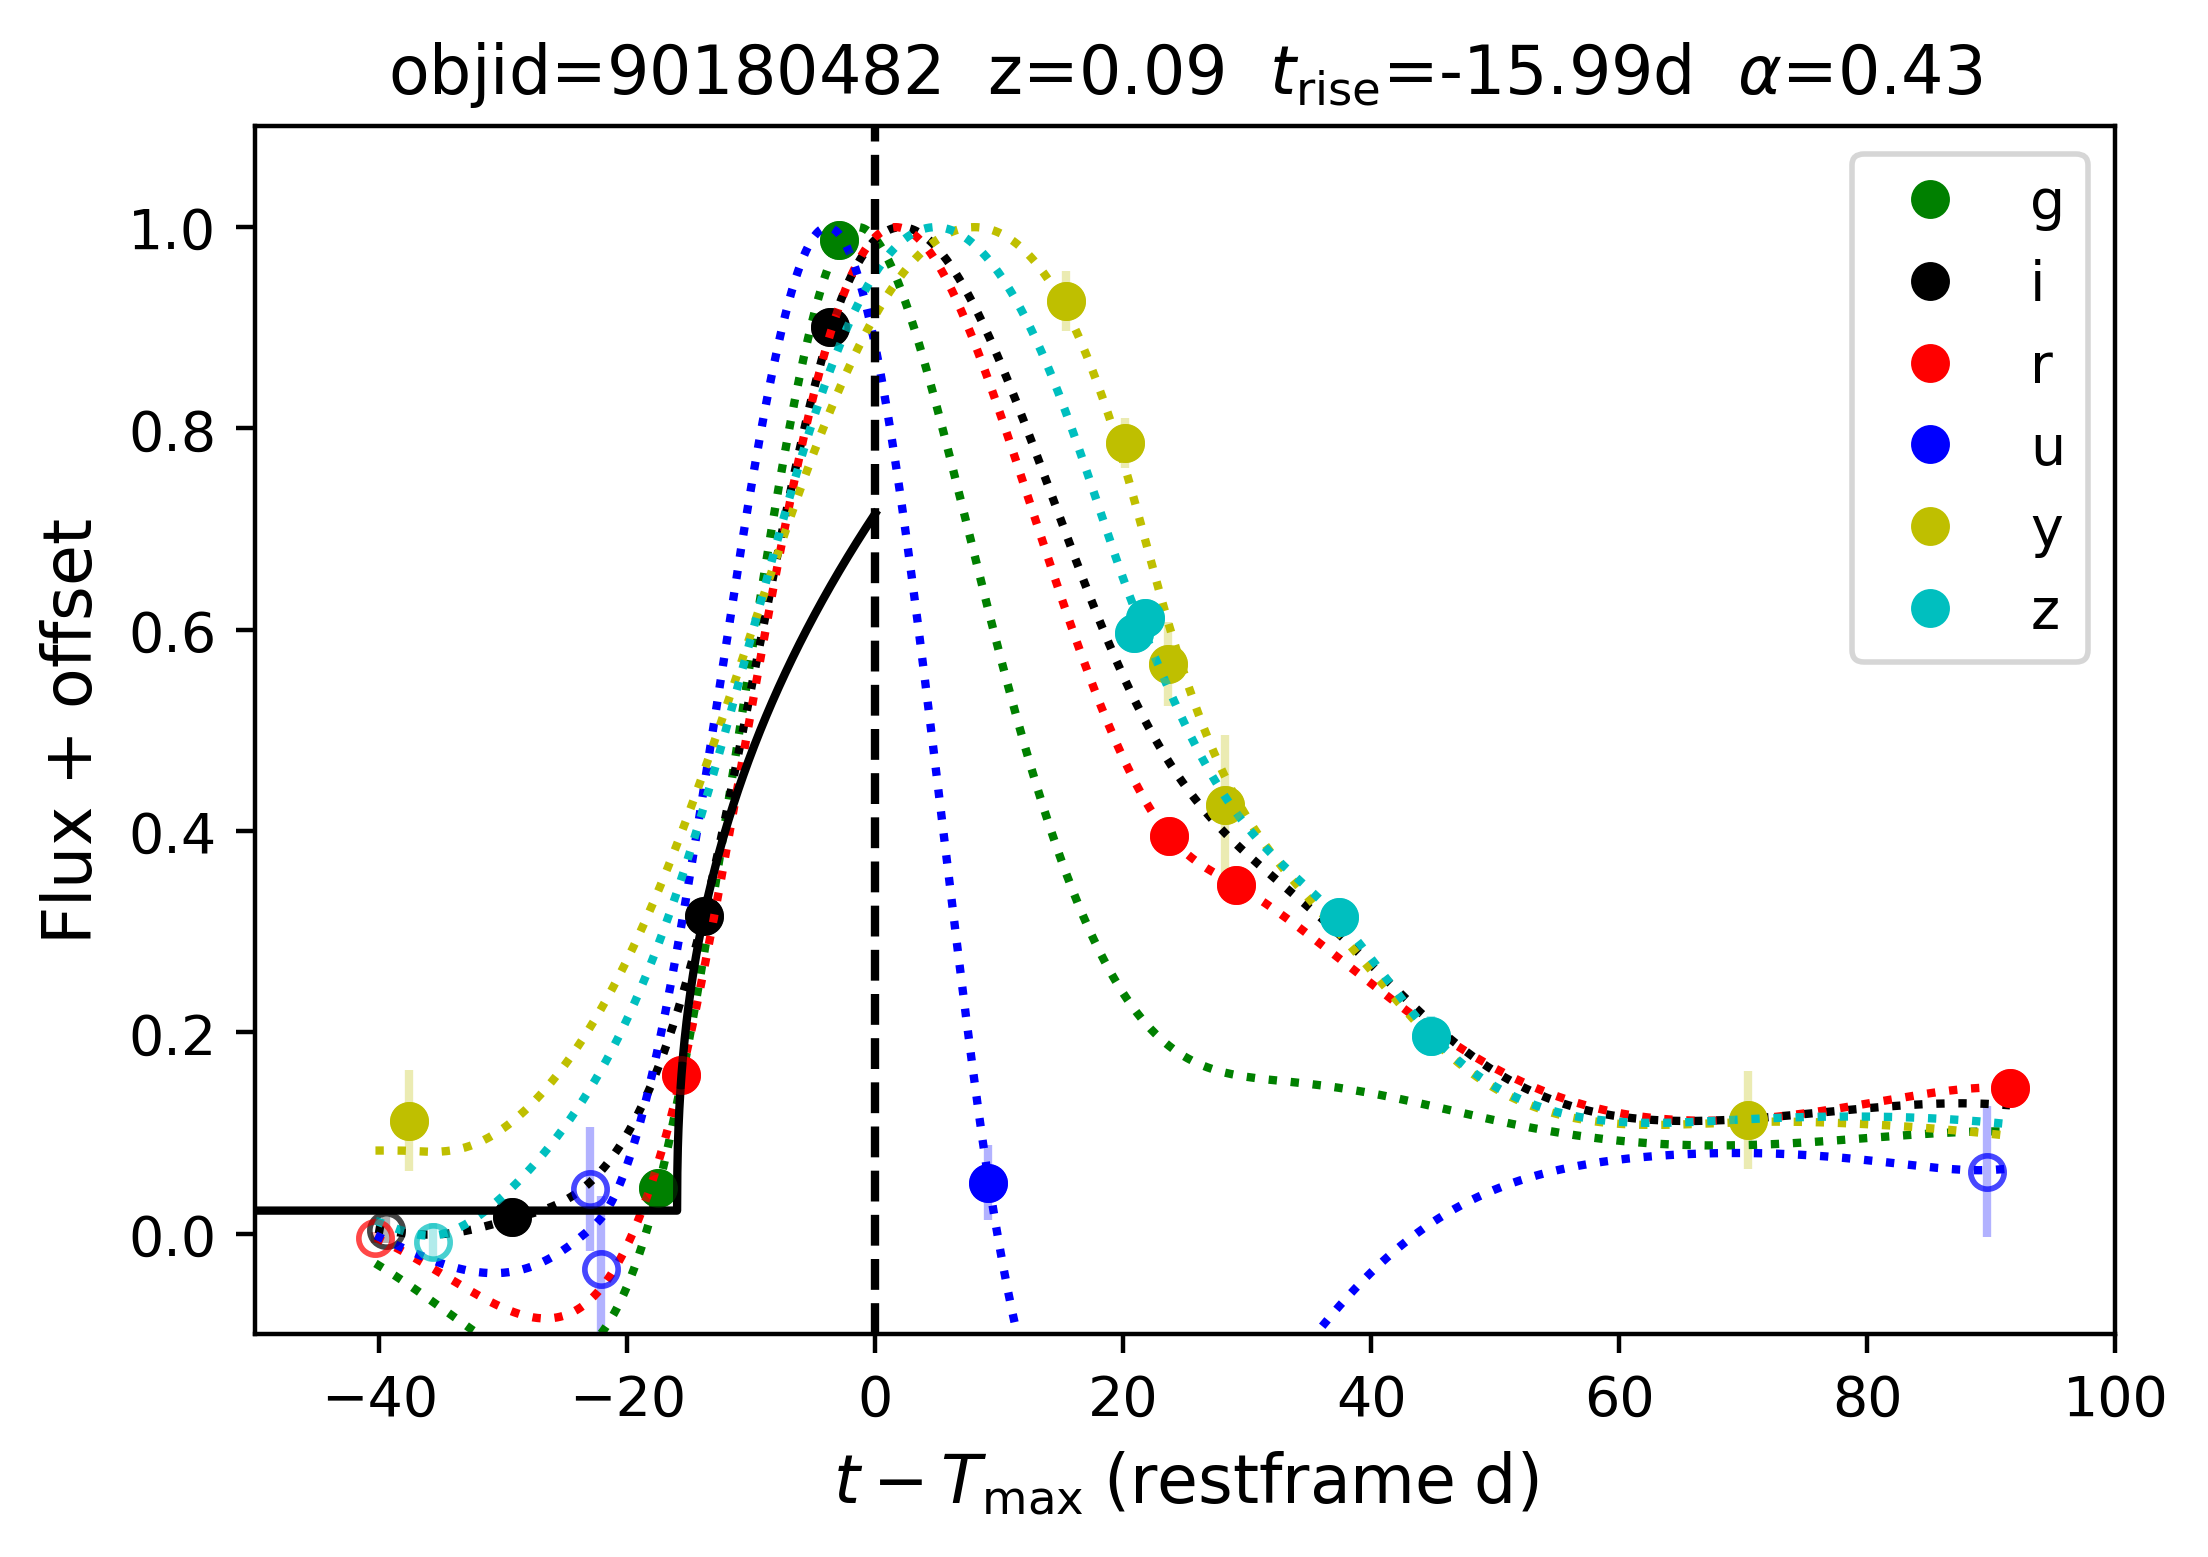 objid=90180482 z=0.09 t_rise=-15.99d α=0.43
Flux + offset
1.0
0.8
0.6
0.4
0.2
0.0
g
i
r
u
y
z
−40 −20 0 20 40 60 80 100
t − T_max (restframe d)